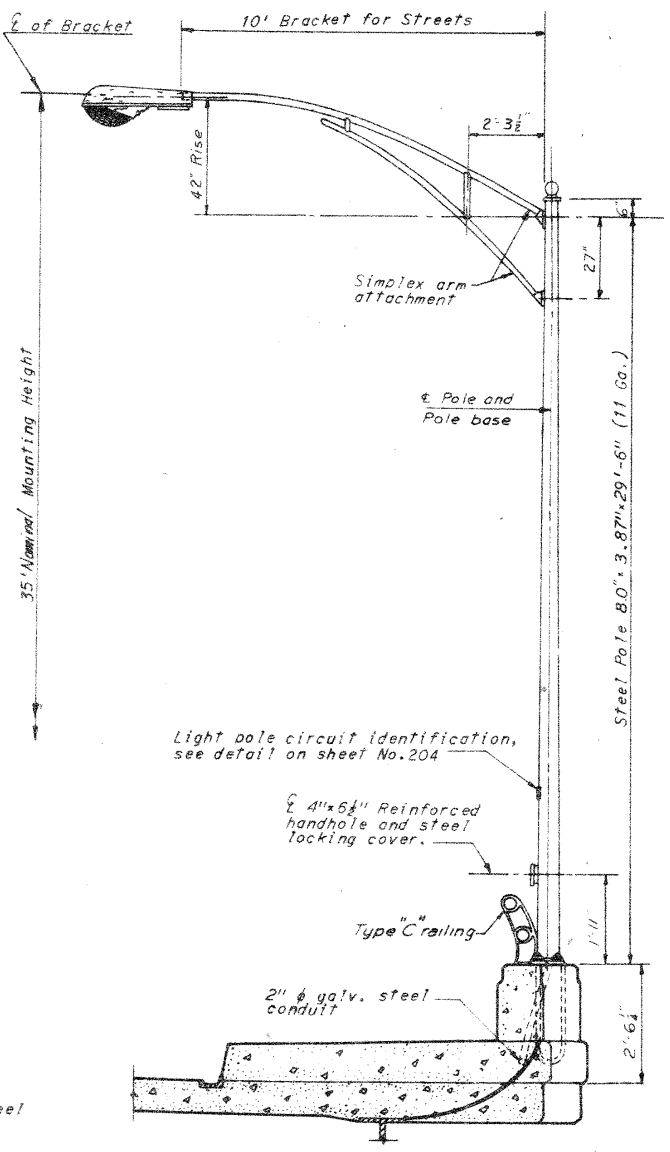 ℄ of Bracket
10' Bracket for Streets
2'-3½"
42" Rise
6"
27"
Simplex arm
attachment
℄ Pole and
Pole base
35' Nominal Mounting Height
Steel Pole 8.0"x 3.87"x 29'-6" (11 Ga.)
Light pole circuit identification,
see detail on sheet No.204
℄ 4"x6½" Reinforced
handhole and steel
locking cover.
Type "C" railing
1'-11"
2" ϕ galv. steel
conduit
2'-6¼"